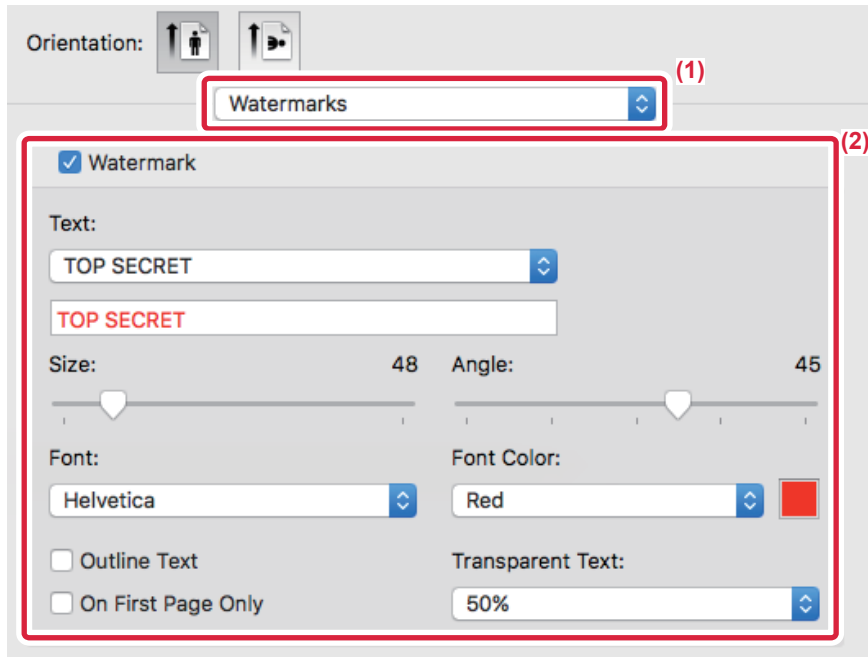 Orientation:
(1)
Watermarks
(2)
Watermark
Text:
TOP SECRET
TOP SECRET
Size: 48 Angle: 45
Font: Font Color:
Helvetica Red
Outline Text Transparent Text:
On First Page Only 50%